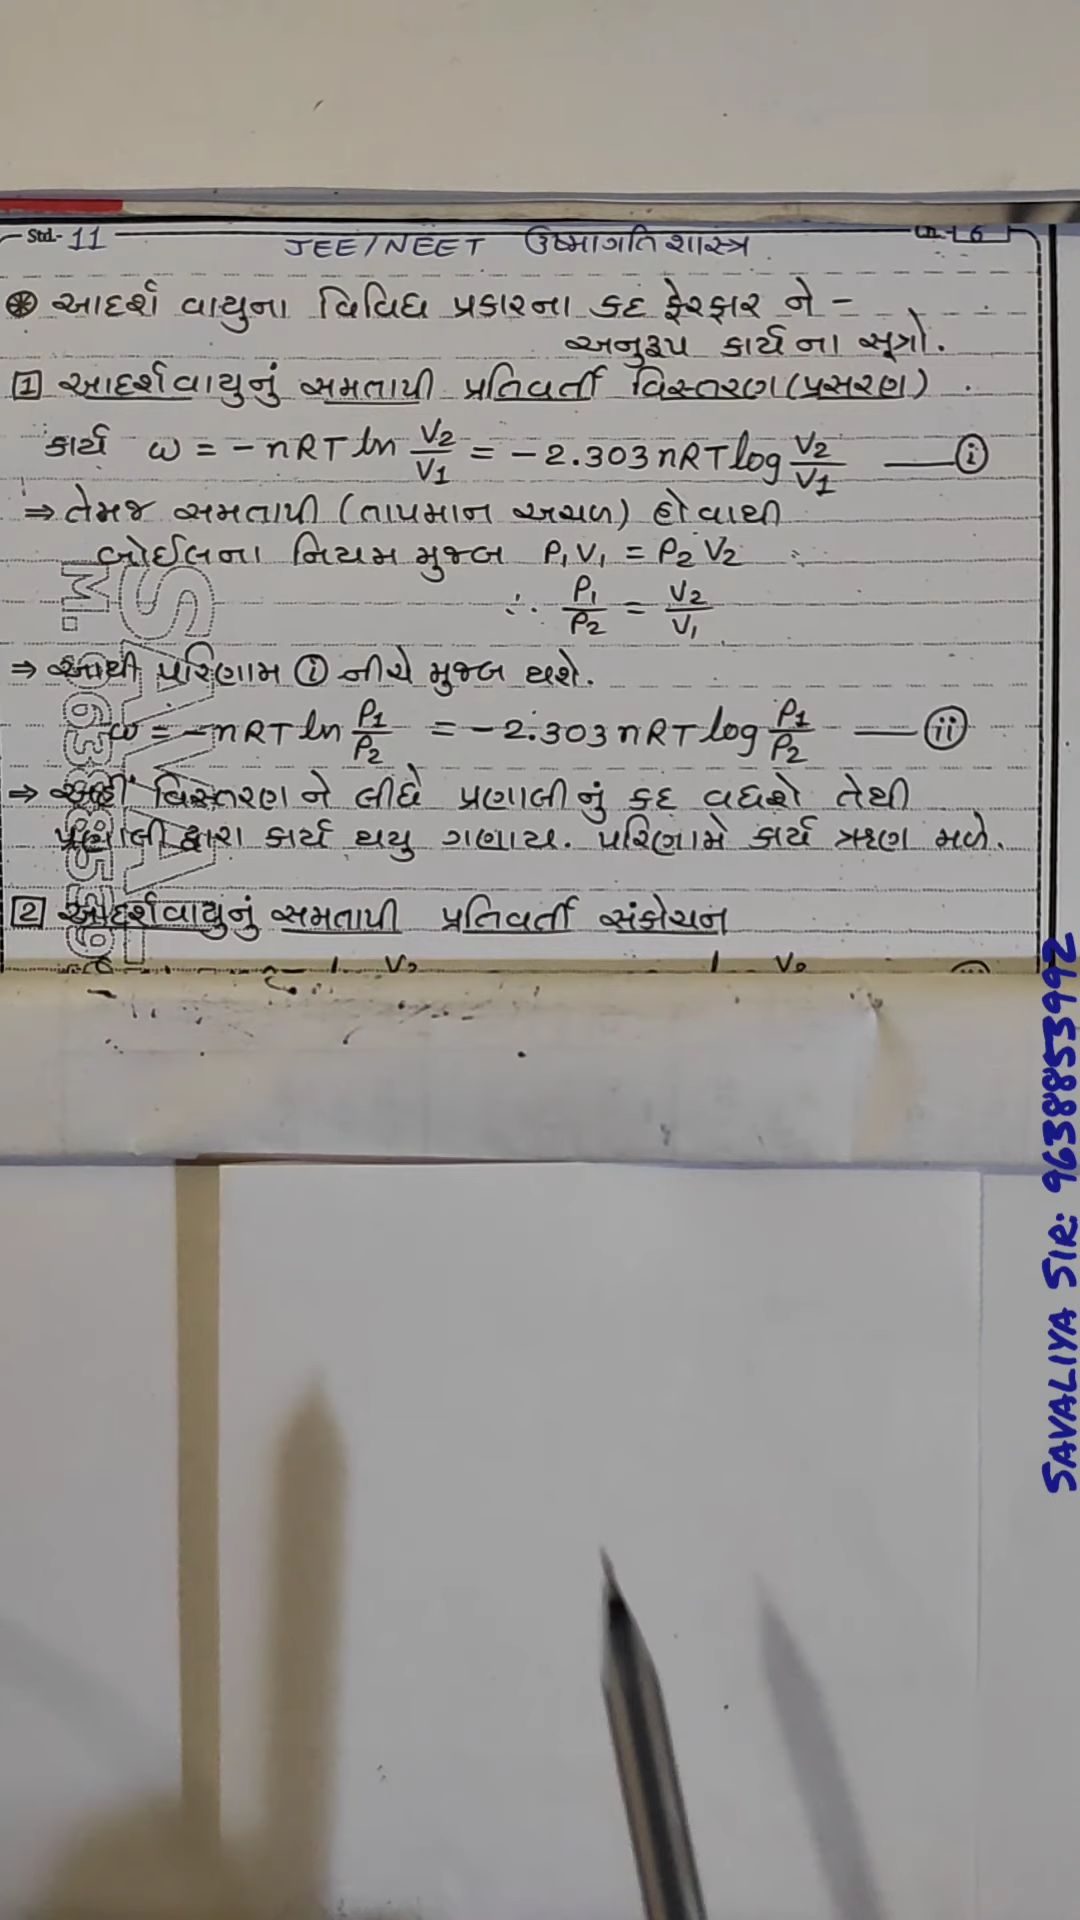 Std.- 11 JEE/NEET ઉષ્માગતિશાસ્ત્ર 6
આદર્શ વાયુના વિવિધ પ્રકારના કદ ફેરફાર ને -
અનુરૂપ કાર્ય ના સૂત્રો.
1 આદર્શવાયુનું સમતાપી પ્રતિવર્તી વિસ્તરણ (પ્રસરણ)
કાર્ય ω = - nRT ln V2/V1 = -2.303 nRT log V2/V1 —— (i)
⇒ તેમજ સમતાપી (તાપમાન અચળ) હોવાથી
બોઈલના નિયમ મુજબ P1V1 = P2V2
∴ P1/P2 = V2/V1
⇒ આથી પરિણામ (i) નીચે મુજબ થશે.
ω = -nRT ln P1/P2 = -2.303 nRT log P1/P2 —— (ii)
⇒ અહીં વિસ્તરણ ને લીધે પ્રણાલીનું કદ વધશે તેથી
પ્રણાલી દ્વારા કાર્ય થયુ ગણાય. પરિણામે કાર્ય ઋણ મળે.
2 આદર્શવાયુનું સમતાપી પ્રતિવર્તી સંકોચન
SAVALIYA SIR: 9638853992